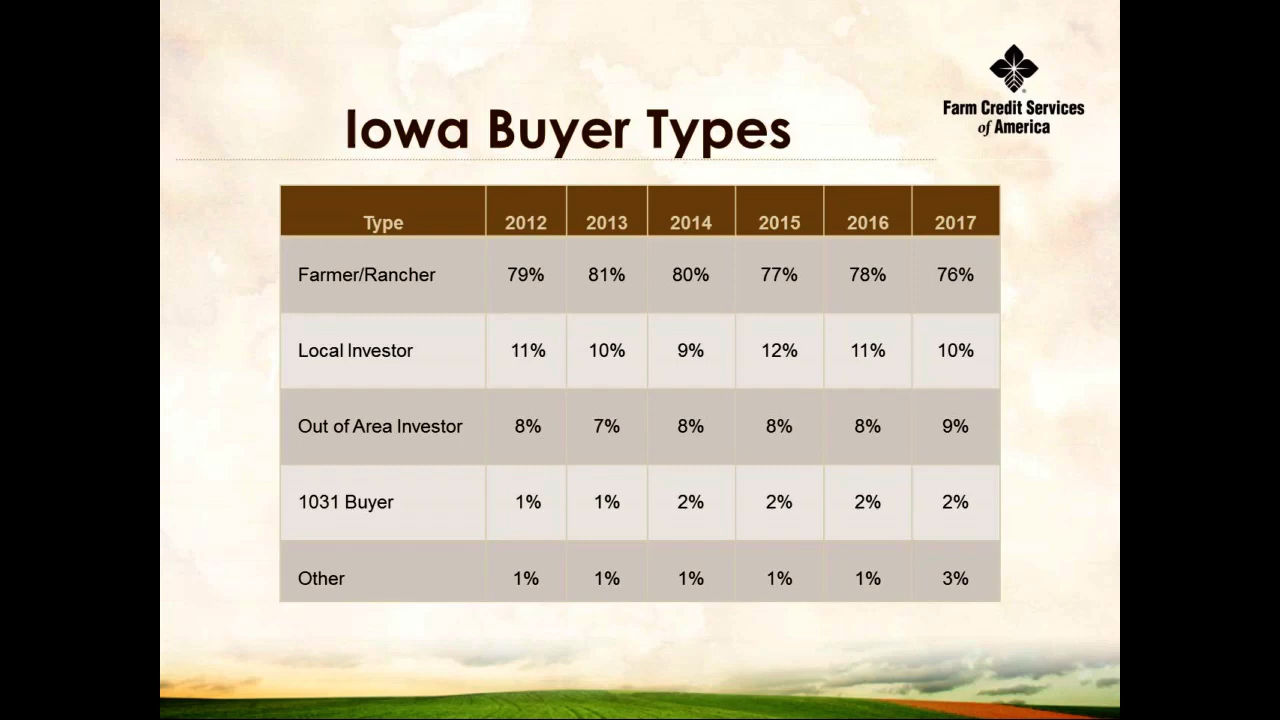 Farm Credit Services
of America
Iowa Buyer Types
Type 2012 2013 2014 2015 2016 2017
Farmer/Rancher 79% 81% 80% 77% 78% 76%
Local Investor 11% 10% 9% 12% 11% 10%
Out of Area Investor 8% 7% 8% 8% 8% 9%
1031 Buyer 1% 1% 2% 2% 2% 2%
Other 1% 1% 1% 1% 1% 3%